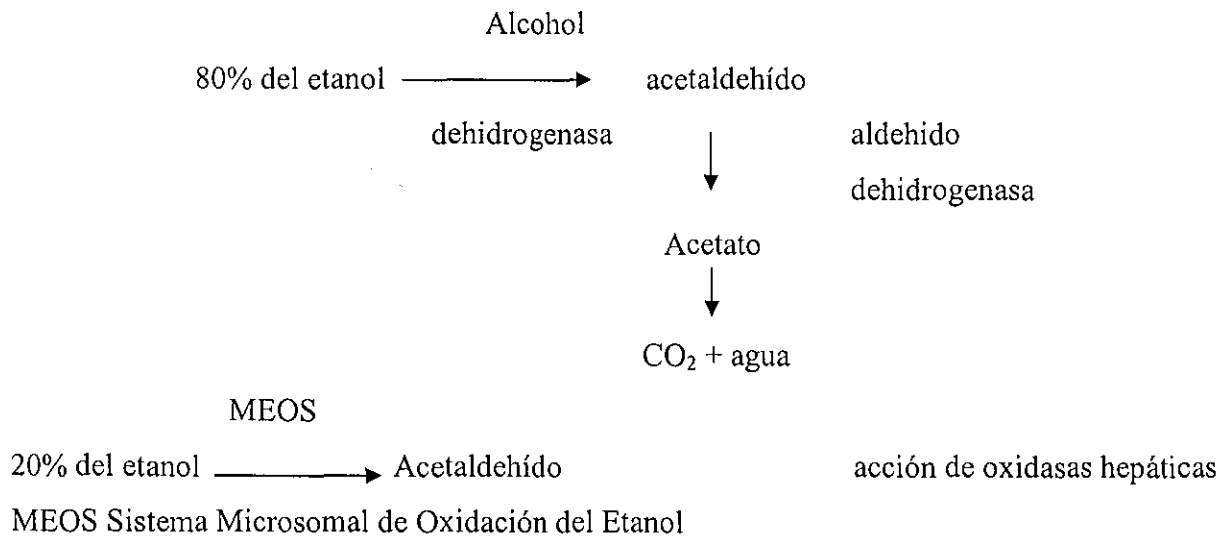 Alcohol
80% del etanol acetaldehído
dehidrogenasa aldehido
dehidrogenasa
Acetato
CO₂ + agua
MEOS
20% del etanol Acetaldehído acción de oxidasas hepáticas
MEOS Sistema Microsomal de Oxidación del Etanol